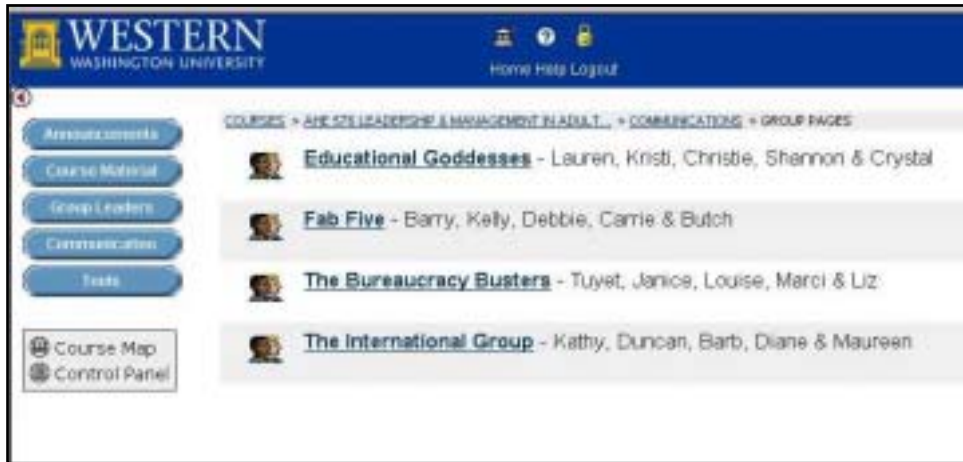 WESTERN
WASHINGTON UNIVERSITY
Home Help Logout
COURSES > AHE 576 LEADERSHIP & MANAGEMENT IN ADULT... > COMMUNICATIONS > GROUP PAGES
Announcements
Course Material
Group Leaders
Communication
Tools
Course Map
Control Panel
Educational Goddesses - Lauren, Kristi, Christie, Shannon & Crystal
Fab Five - Barry, Kelly, Debbie, Carrie & Butch
The Bureaucracy Busters - Tuyet, Janice, Louise, Marci & Liz
The International Group - Kathy, Duncan, Barb, Diane & Maureen